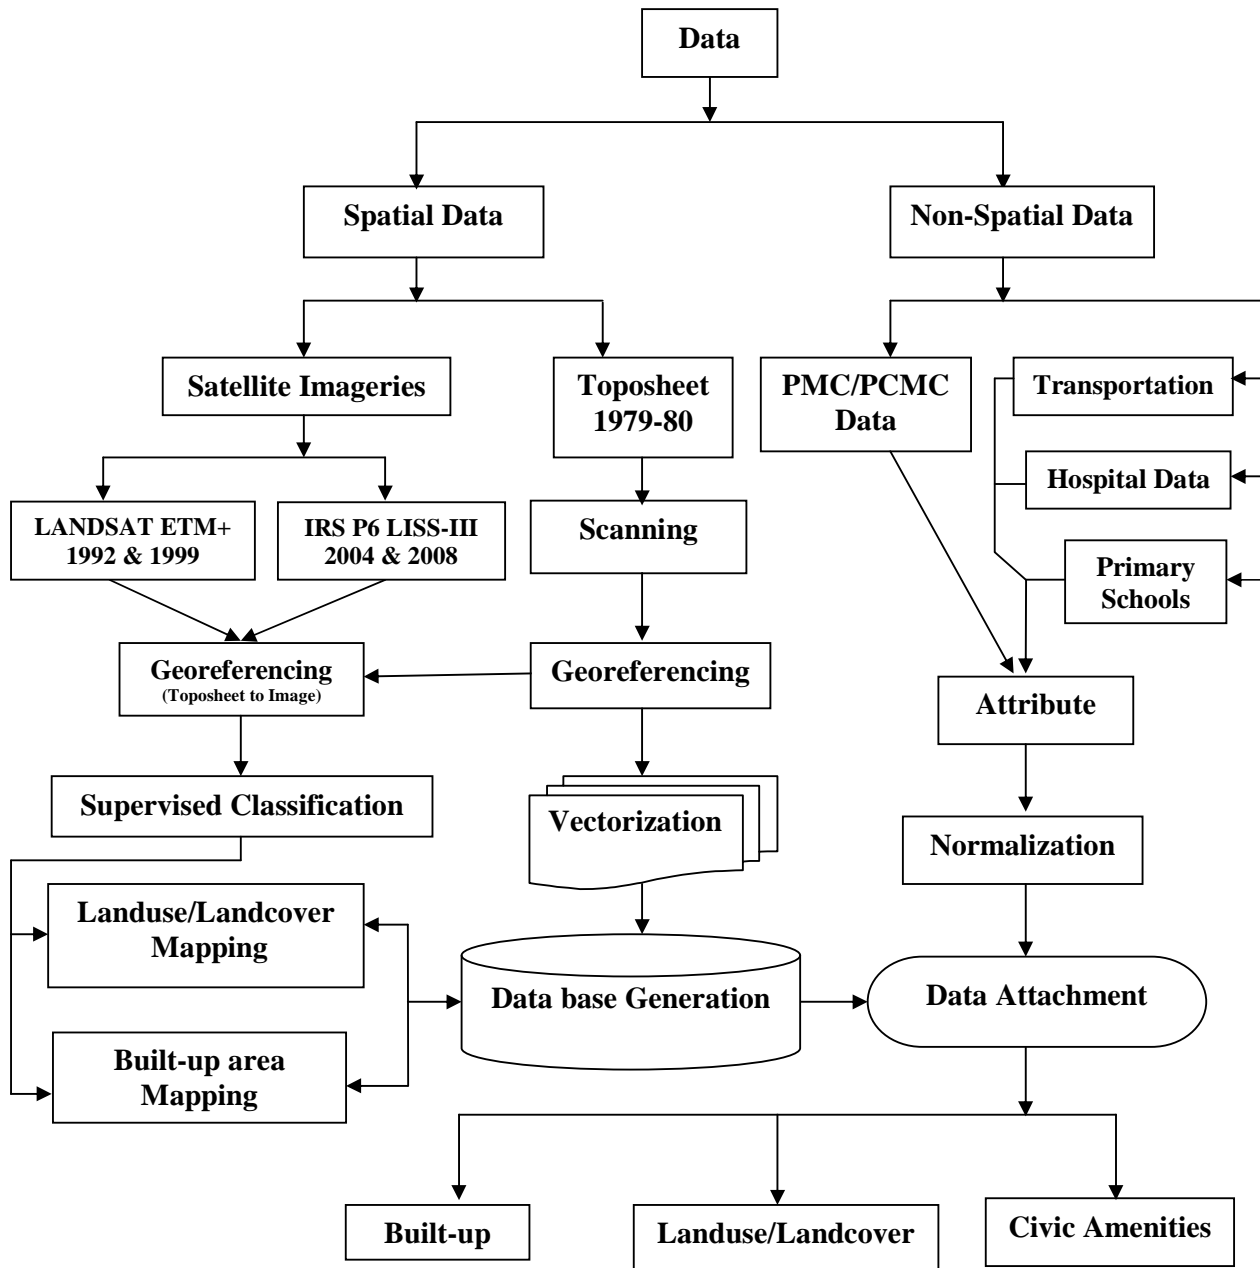 Data
Spatial Data
Non-Spatial Data
Satellite Imageries
Toposheet
1979-80
PMC/PCMC
Data
Transportation
Hospital Data
Primary
Schools
LANDSAT ETM+
1992 & 1999
IRS P6 LISS-III
2004 & 2008
Scanning
Georeferencing
(Toposheet to Image)
Georeferencing
Attribute
Supervised Classification
Vectorization
Normalization
Landuse/Landcover
Mapping
Data base Generation
Data Attachment
Built-up area
Mapping
Built-up
Landuse/Landcover
Civic Amenities